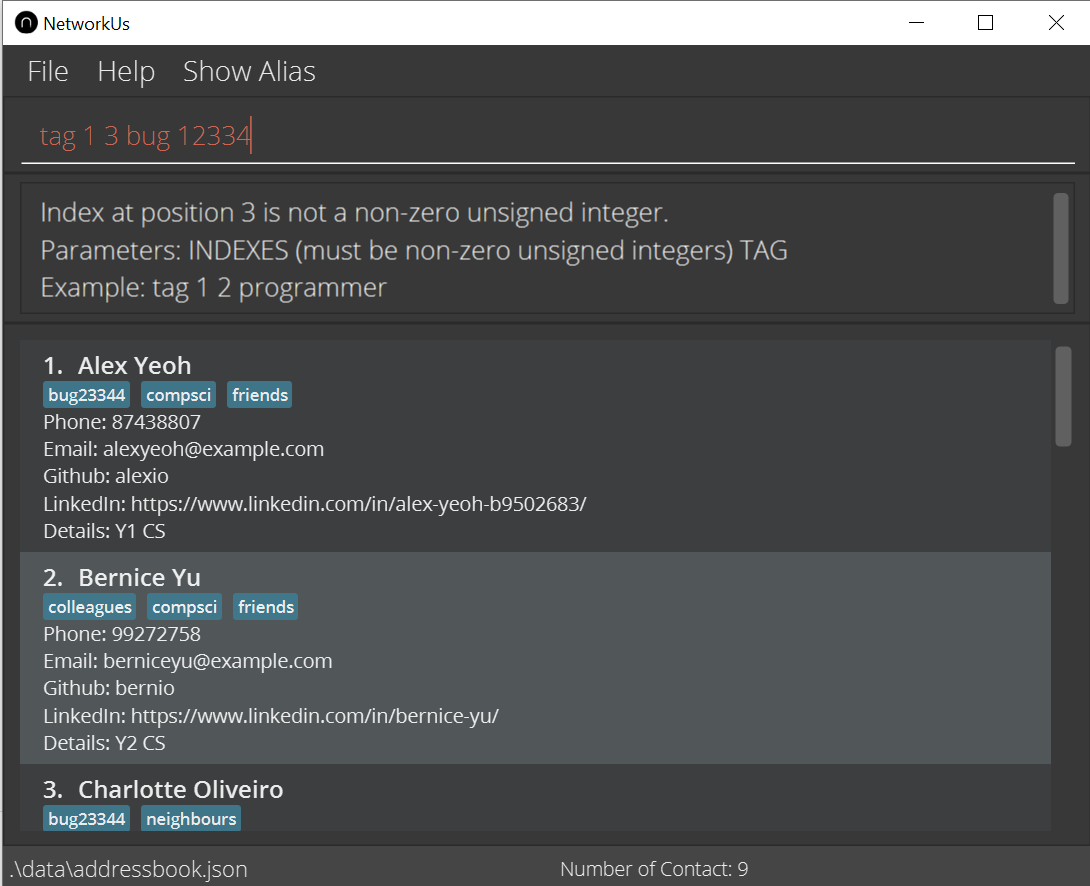 NetworkUs
File Help Show Alias
tag 1 3 bug 12334
Index at position 3 is not a non-zero unsigned integer.
Parameters: INDEXES (must be non-zero unsigned integers) TAG
Example: tag 1 2 programmer
1. Alex Yeoh
bug23344 compsci friends
Phone: 87438807
Email: alexyeoh@example.com
Github: alexio
LinkedIn: https://www.linkedin.com/in/alex-yeoh-b9502683/
Details: Y1 CS
2. Bernice Yu
colleagues compsci friends
Phone: 99272758
Email: berniceyu@example.com
Github: bernio
LinkedIn: https://www.linkedin.com/in/bernice-yu/
Details: Y2 CS
3. Charlotte Oliveiro
bug23344 neighbours
.\data\addressbook.json Number of Contact: 9